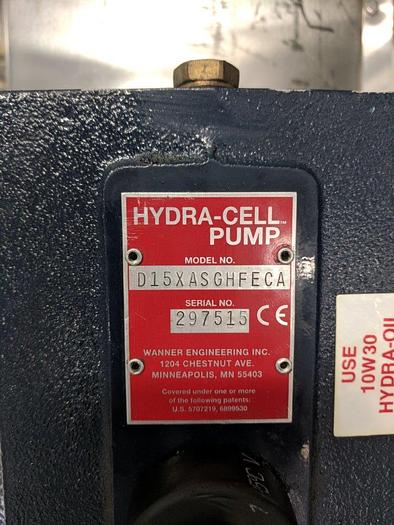 HYDRA-CELL™
PUMP
MODEL NO.
D15XASGHFECA
SERIAL NO.
297515 CE
WANNER ENGINEERING INC.
1204 CHESTNUT AVE.
MINNEAPOLIS, MN 55403
Covered under one or more
of the following patents:
U.S. 5707219, 6899530
USE
10W30
HYDRA-OIL